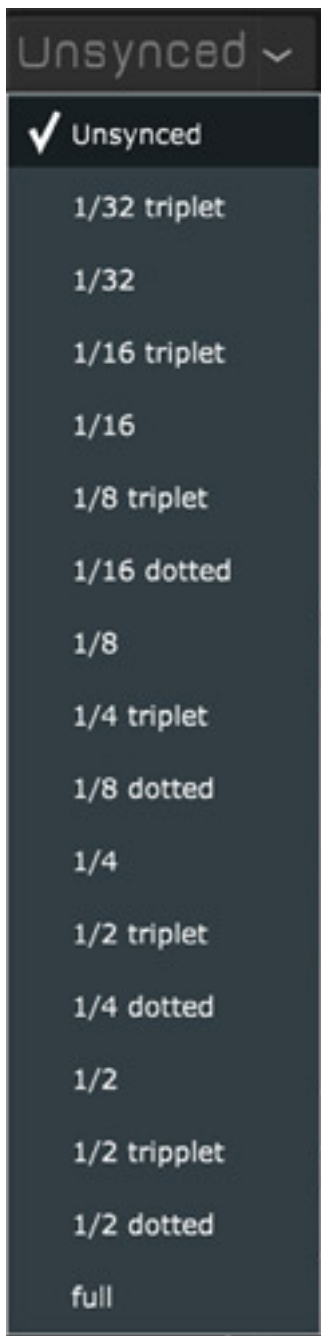 Unsynced
Unsynced
1/32 triplet
1/32
1/16 triplet
1/16
1/8 triplet
1/16 dotted
1/8
1/4 triplet
1/8 dotted
1/4
1/2 triplet
1/4 dotted
1/2
1/2 tripplet
1/2 dotted
full